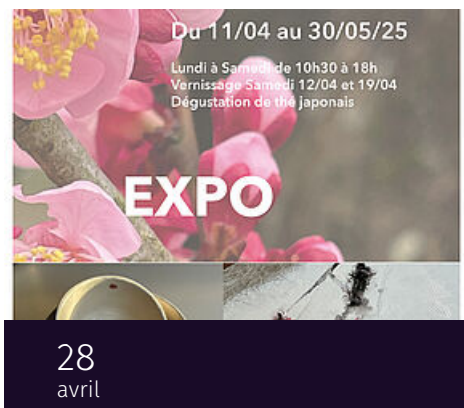 Du 11/04 au 30/05/25
Lundi à Samedi de 10h30 à 18h
Vernissage Samedi 12/04 et 19/04
Dégustation de thé japonais
EXPO
28
avril